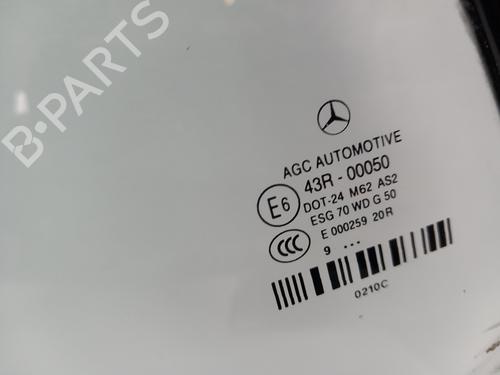 B-PARTS
AGC AUTOMOTIVE
43R - 00050
E6
DOT-24 M62 AS2
ESG 70 WD G 50
E 000259 20R
CCC
9 ...
0210C